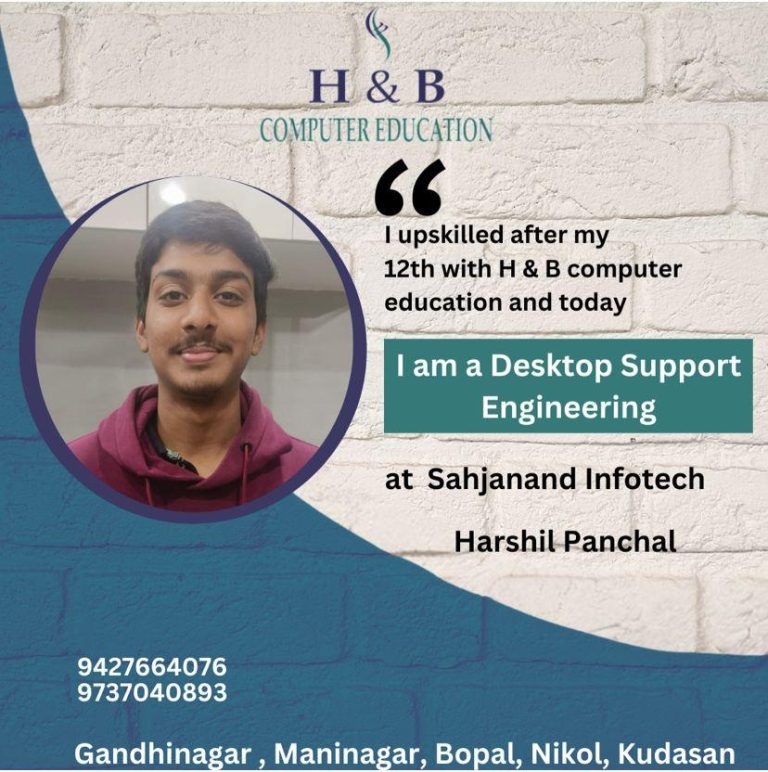 H & B
COMPUTER EDUCATION
“
I upskilled after my
12th with H & B computer
education and today
I am a Desktop Support
Engineering
at Sahjanand Infotech
Harshil Panchal
9427664076
9737040893
Gandhinagar , Maninagar, Bopal, Nikol, Kudasan